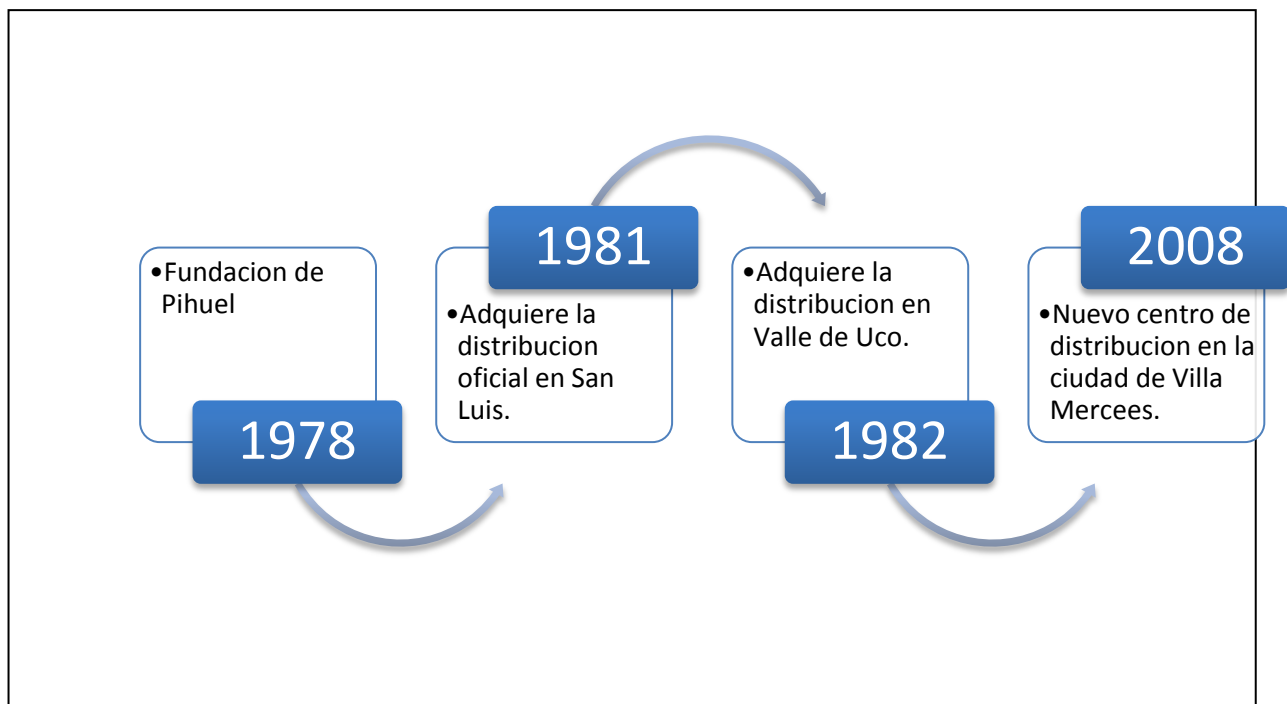 •Fundacion de
Pihuel
1978
1981
•Adquiere la
distribucion
oficial en San
Luis.
•Adquiere la
distribucion en
Valle de Uco.
1982
2008
•Nuevo centro de
distribucion en la
ciudad de Villa
Mercees.